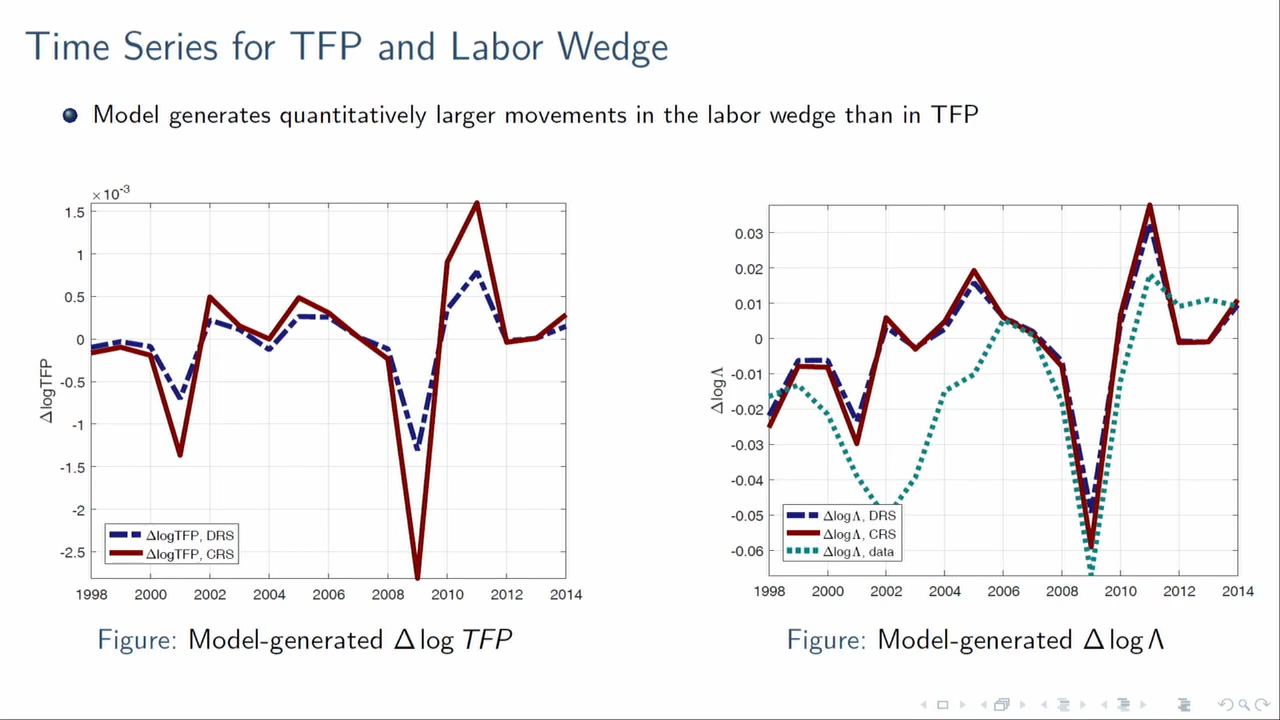 Time Series for TFP and Labor Wedge
Model generates quantitatively larger movements in the labor wedge than in TFP
×10⁻³
1.5
1
0.5
0
-0.5
-1
-1.5
-2
-2.5
ΔlogTFP
ΔlogTFP, DRS
ΔlogTFP, CRS
1998 2000 2002 2004 2006 2008 2010 2012 2014
Figure: Model-generated Δ log TFP
0.03
0.02
0.01
0
-0.01
-0.02
-0.03
-0.04
-0.05
-0.06
ΔlogΛ
ΔlogΛ, DRS
ΔlogΛ, CRS
ΔlogΛ, data
1998 2000 2002 2004 2006 2008 2010 2012 2014
Figure: Model-generated Δ log Λ